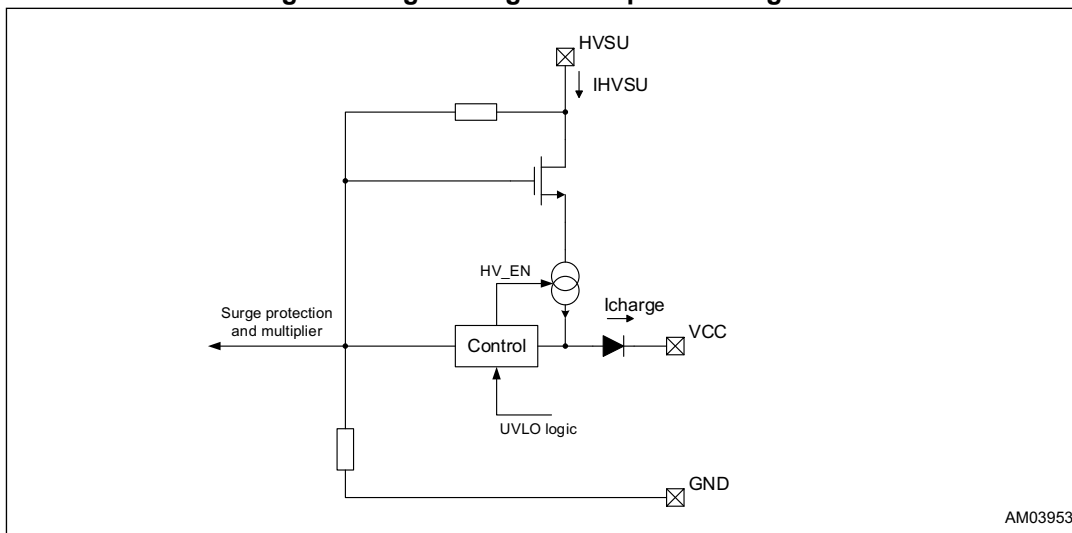 HVSU
IHVSU
HV_EN
Icharge
Surge protection
and multiplier
VCC
Control
UVLO logic
GND
AM03953